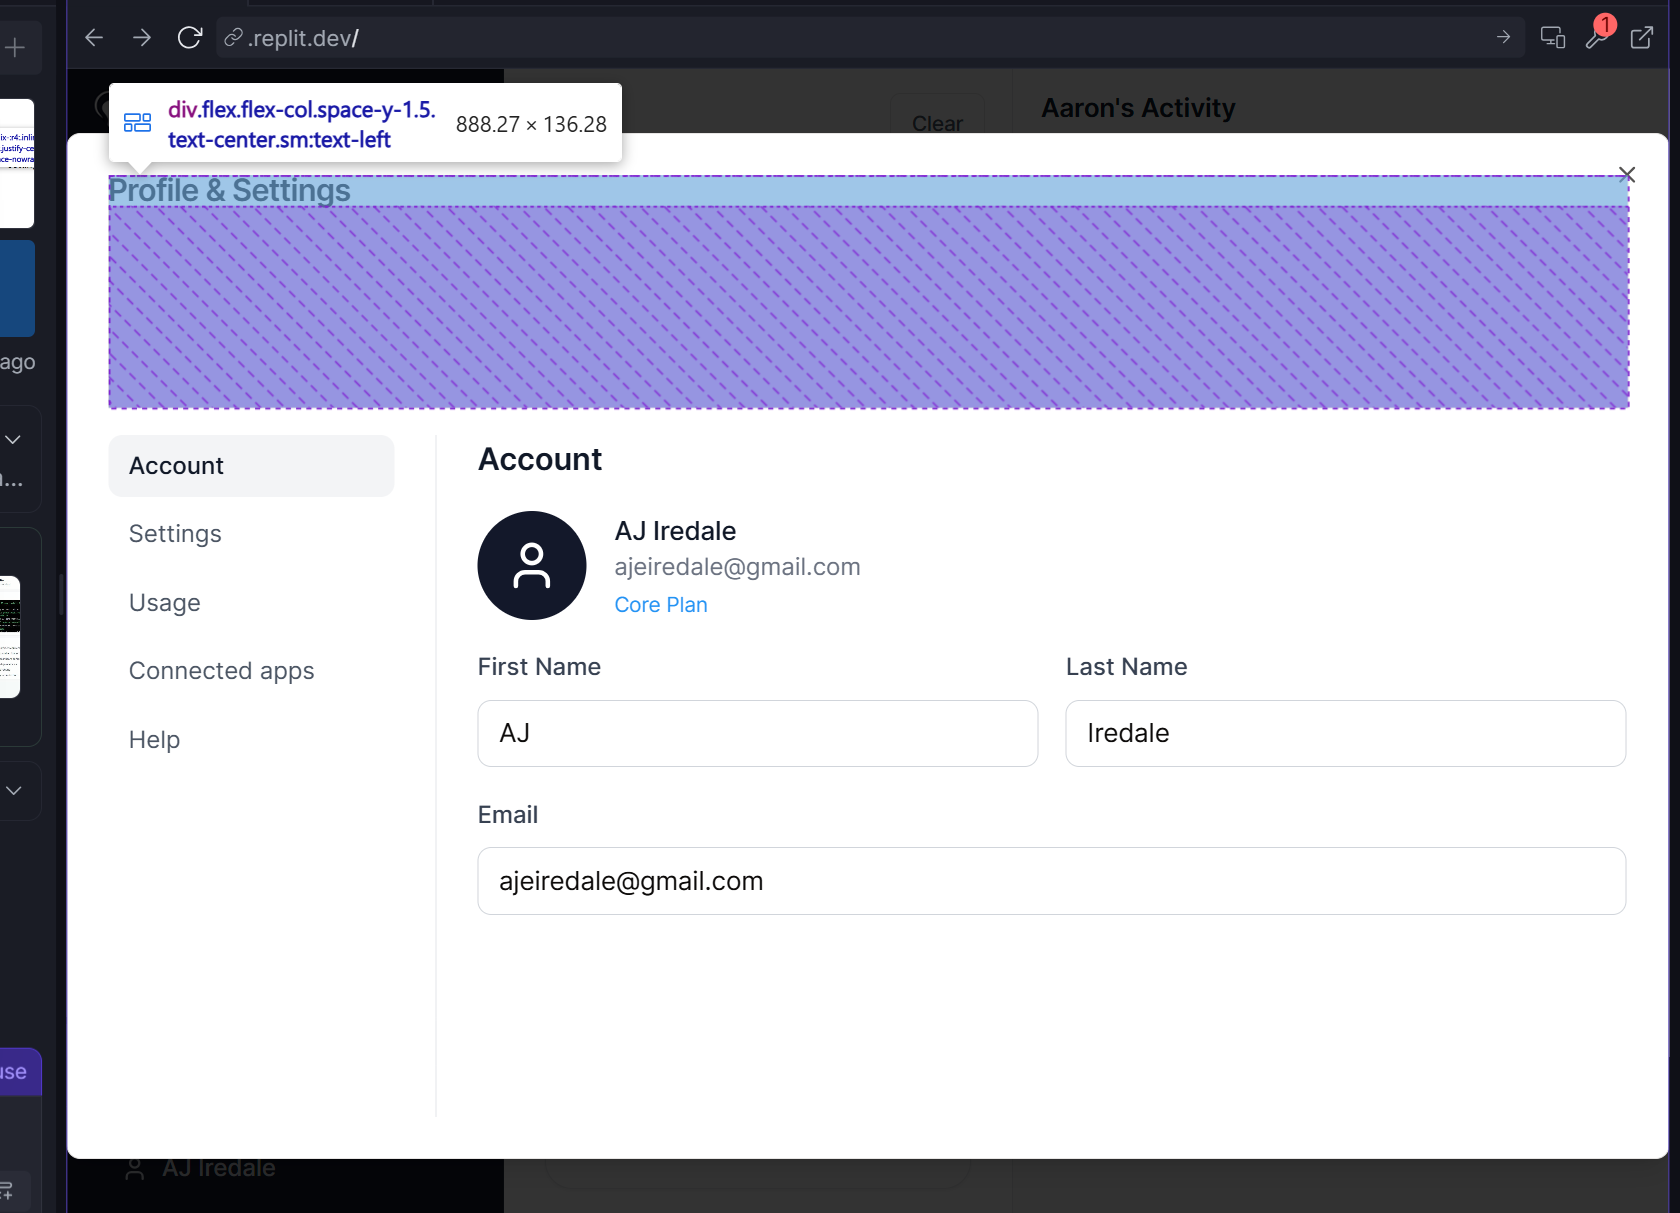 .replit.dev/
1
div.flex.flex-col.space-y-1.5.
text-center.sm:text-left
888.27 × 136.28
Clear
Aaron's Activity
Profile & Settings
ago
Account
Settings
Usage
Connected apps
Help
Account
AJ Iredale
ajeiredale@gmail.com
Core Plan
First Name
Last Name
AJ
Iredale
Email
ajeiredale@gmail.com
AJ Iredale